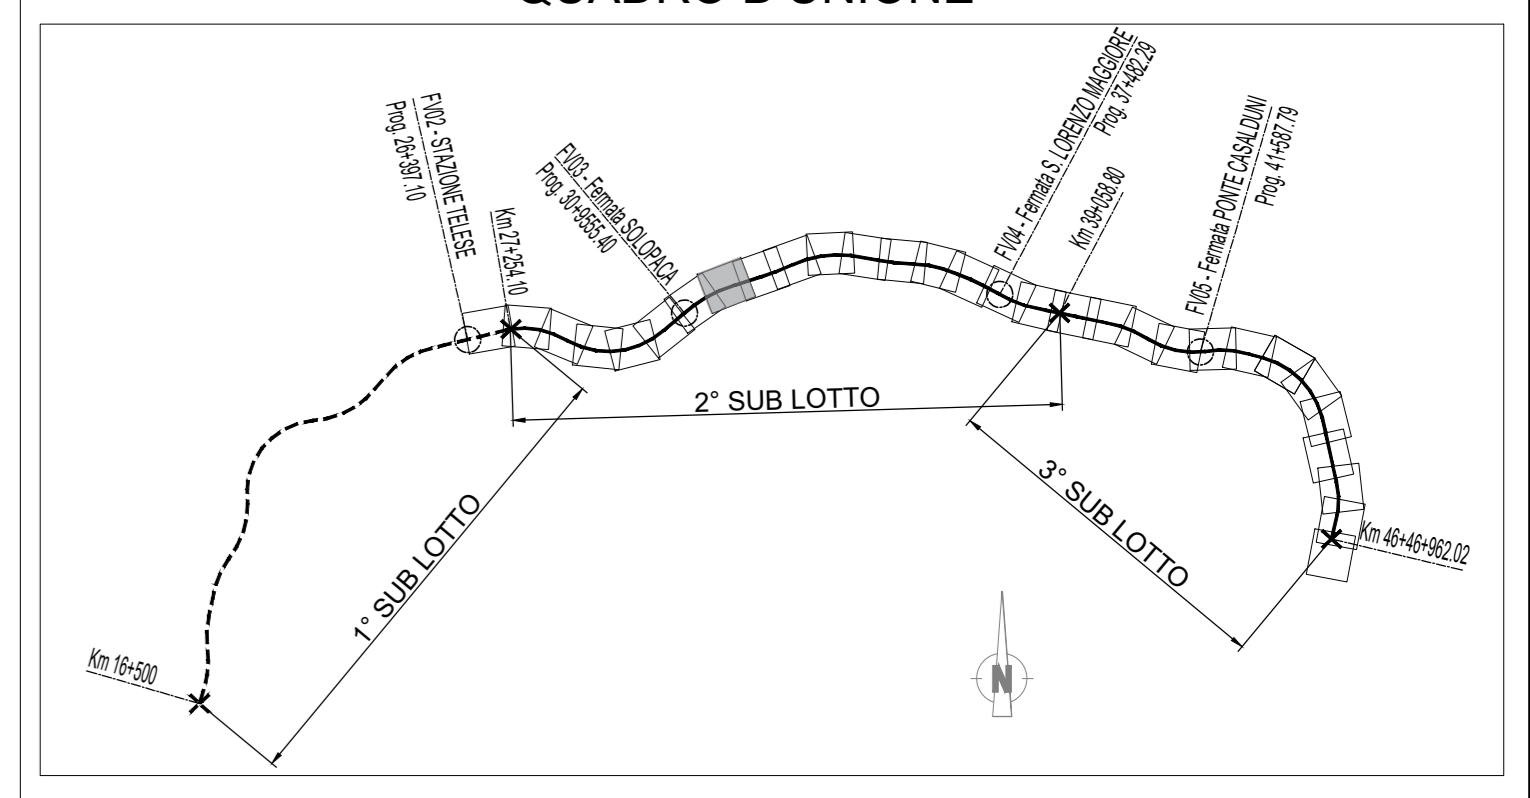 QUADRO D'UNIONE
FV02 - STAZIONE TELESE
Prog. 26+397.10
Km 27+254.10
FV03 - Fermata SOLOPACA
Prog. 30+9555.40
FV04 - Fermata S. LORENZO MAGGIORE
Prog. 37+482.29
Km 39+058.80
FV05 - Fermata PONTE CASALDUNI
Prog. 41+587.79
2° SUB LOTTO
1° SUB LOTTO
3° SUB LOTTO
Km 46+46+962.02
Km 16+500
N